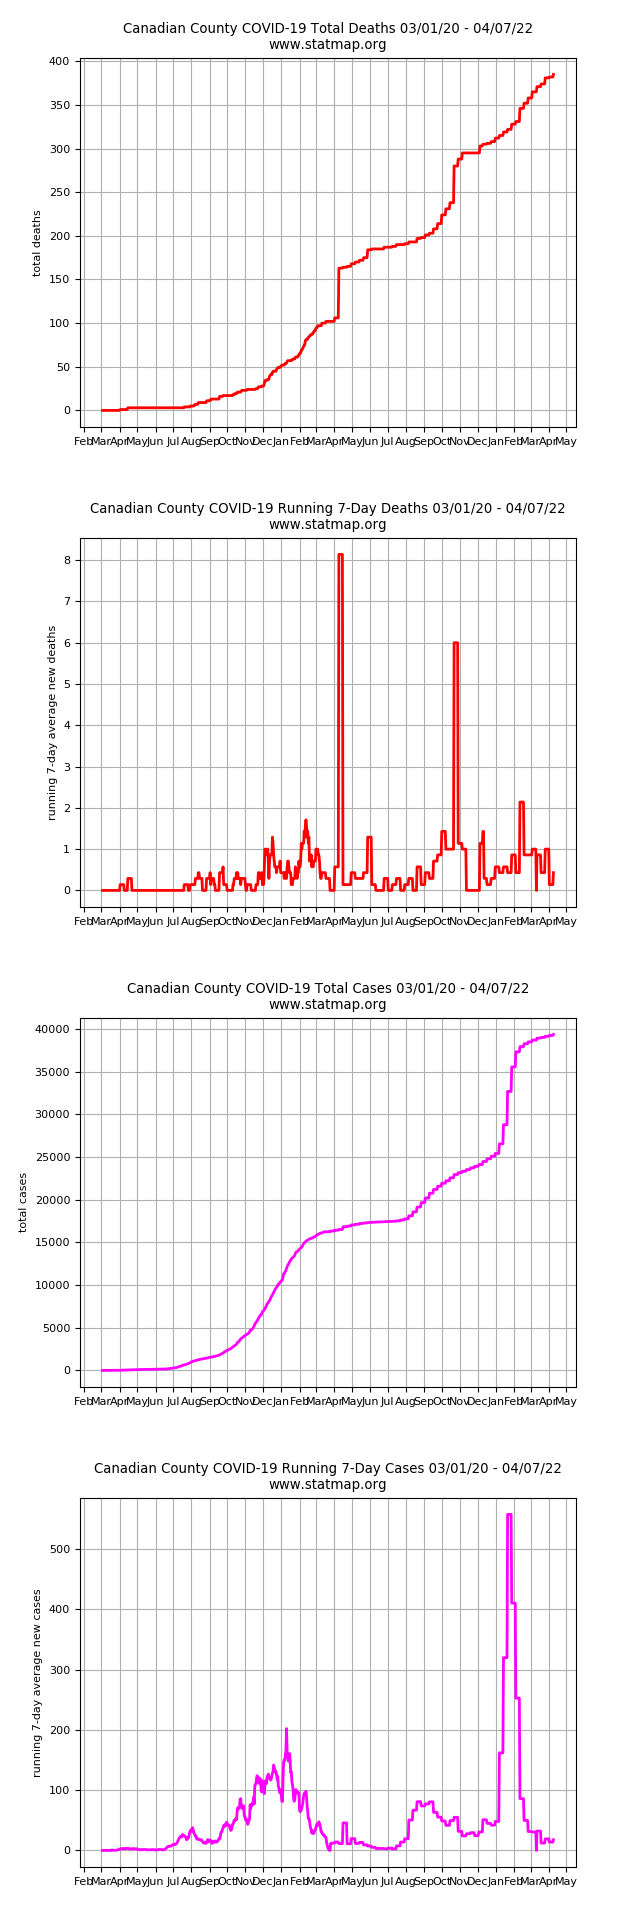 Canadian County COVID-19 Total Deaths 03/01/20 - 04/07/22
www.statmap.org
400
350
300
250
200
150
100
50
0
total deaths
Feb Mar Apr May Jun Jul Aug Sep Oct Nov Dec Jan Feb Mar Apr May Jun Jul Aug Sep Oct Nov Dec Jan Feb Mar Apr May
Canadian County COVID-19 Running 7-Day Deaths 03/01/20 - 04/07/22
www.statmap.org
8
7
6
5
4
3
2
1
0
running 7-day average new deaths
Feb Mar Apr May Jun Jul Aug Sep Oct Nov Dec Jan Feb Mar Apr May Jun Jul Aug Sep Oct Nov Dec Jan Feb Mar Apr May
Canadian County COVID-19 Total Cases 03/01/20 - 04/07/22
www.statmap.org
40000
35000
30000
25000
20000
15000
10000
5000
0
total cases
Feb Mar Apr May Jun Jul Aug Sep Oct Nov Dec Jan Feb Mar Apr May Jun Jul Aug Sep Oct Nov Dec Jan Feb Mar Apr May
Canadian County COVID-19 Running 7-Day Cases 03/01/20 - 04/07/22
www.statmap.org
500
400
300
200
100
0
running 7-day average new cases
Feb Mar Apr May Jun Jul Aug Sep Oct Nov Dec Jan Feb Mar Apr May Jun Jul Aug Sep Oct Nov Dec Jan Feb Mar Apr May